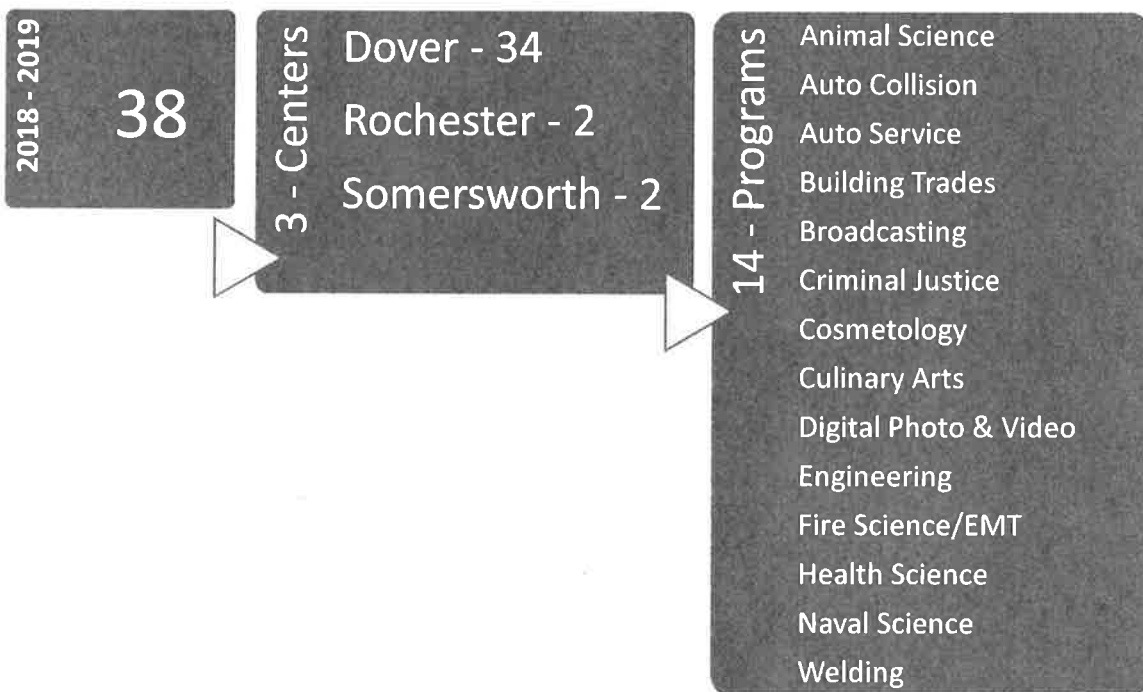 2018 - 2019
38
3 - Centers
Dover - 34
Rochester - 2
Somersworth - 2
14 - Programs
Animal Science
Auto Collision
Auto Service
Building Trades
Broadcasting
Criminal Justice
Cosmetology
Culinary Arts
Digital Photo & Video
Engineering
Fire Science/EMT
Health Science
Naval Science
Welding